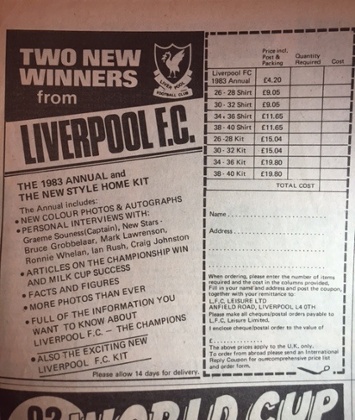 TWO NEW
WINNERS
from
LIVERPOOL
FOOTBALL CLUB
LIVERPOOL F.C.
THE 1983 ANNUAL and
THE NEW STYLE HOME KIT
The Annual includes:
• NEW COLOUR PHOTOS & AUTOGRAPHS
• PERSONAL INTERVIEWS WITH:
Graeme Souness(Captain), New Stars -
Bruce Grobbelaar, Mark Lawrenson,
Ronnie Whelan, Ian Rush, Craig Johnston
• ARTICLES ON THE CHAMPIONSHIP WIN
AND MILK CUP SUCCESS
• FACTS AND FIGURES
• MORE PHOTOS THAN EVER
• FULL OF THE INFORMATION YOU
WANT TO KNOW ABOUT
LIVERPOOL F.C. — THE CHAMPIONS
• ALSO THE EXCITING NEW
LIVERPOOL F.C. KIT
Please allow 14 days for delivery.
Price incl. Post & Packing Quantity Required Cost
Liverpool FC
1983 Annual £4.20
26 - 28 Shirt £9.05
30 - 32 Shirt £9.05
34 - 36 Shirt £11.65
38 - 40 Shirt £11.65
26 - 28 Kit £15.04
30 - 32 Kit £15.04
34 - 36 Kit £19.80
38 - 40 Kit £19.80
TOTAL COST
Name
Address
When ordering, please enter the number of items
required and the cost in the columns provided.
Fill in your name and address and post the coupon,
together with your remittance to
L.F.C LEISURE LTD
ANFIELD ROAD, LIVERPOOL L4 0TH
Please make all cheques/postal orders payable to
L.F.C. Leisure Limited.
I enclose cheque/postal order to the value of
£
The above prices apply to the U.K. only.
To order from abroad please send an International
Reply Coupon for our comprehensive price list
and order form.
WORLD CUP